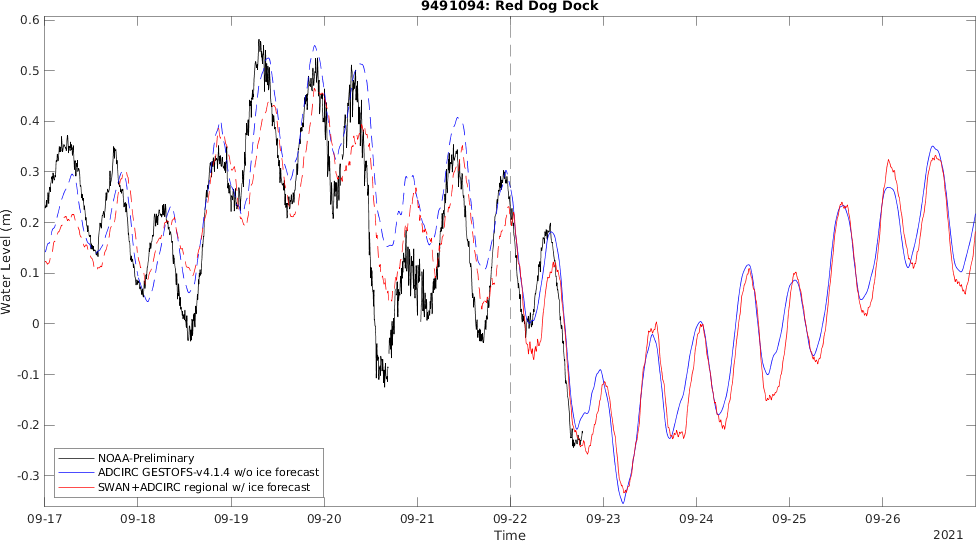 9491094: Red Dog Dock
Water Level (m)
0.6
0.5
0.4
0.3
0.2
0.1
0
-0.1
-0.2
-0.3
NOAA-Preliminary
ADCIRC GESTOFS-v4.1.4 w/o ice forecast
SWAN+ADCIRC regional w/ ice forecast
09-17 09-18 09-19 09-20 09-21 09-22 09-23 09-24 09-25 09-26
Time
2021